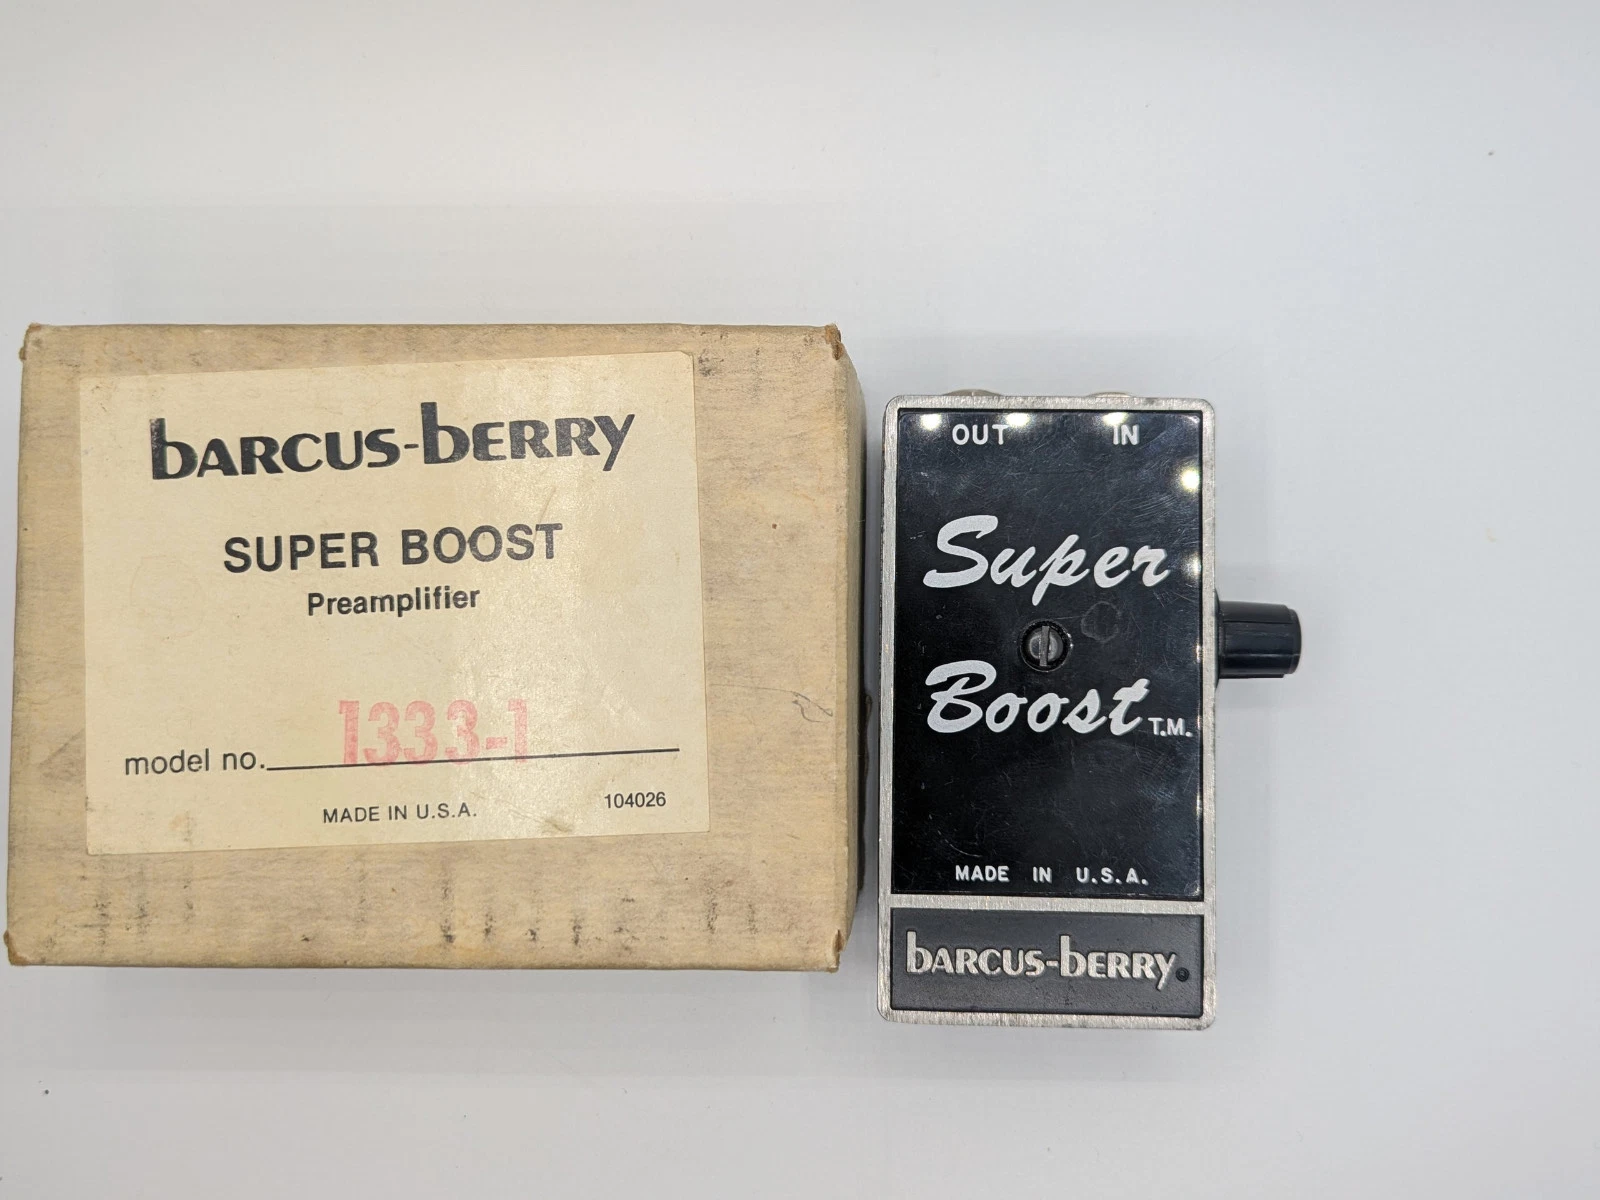 barcus-berry
SUPER BOOST
Preamplifier
model no. 1333-1
MADE IN U.S.A.
104026
OUT IN
Super
Boost T.M.
MADE IN U.S.A.
barcus-berry